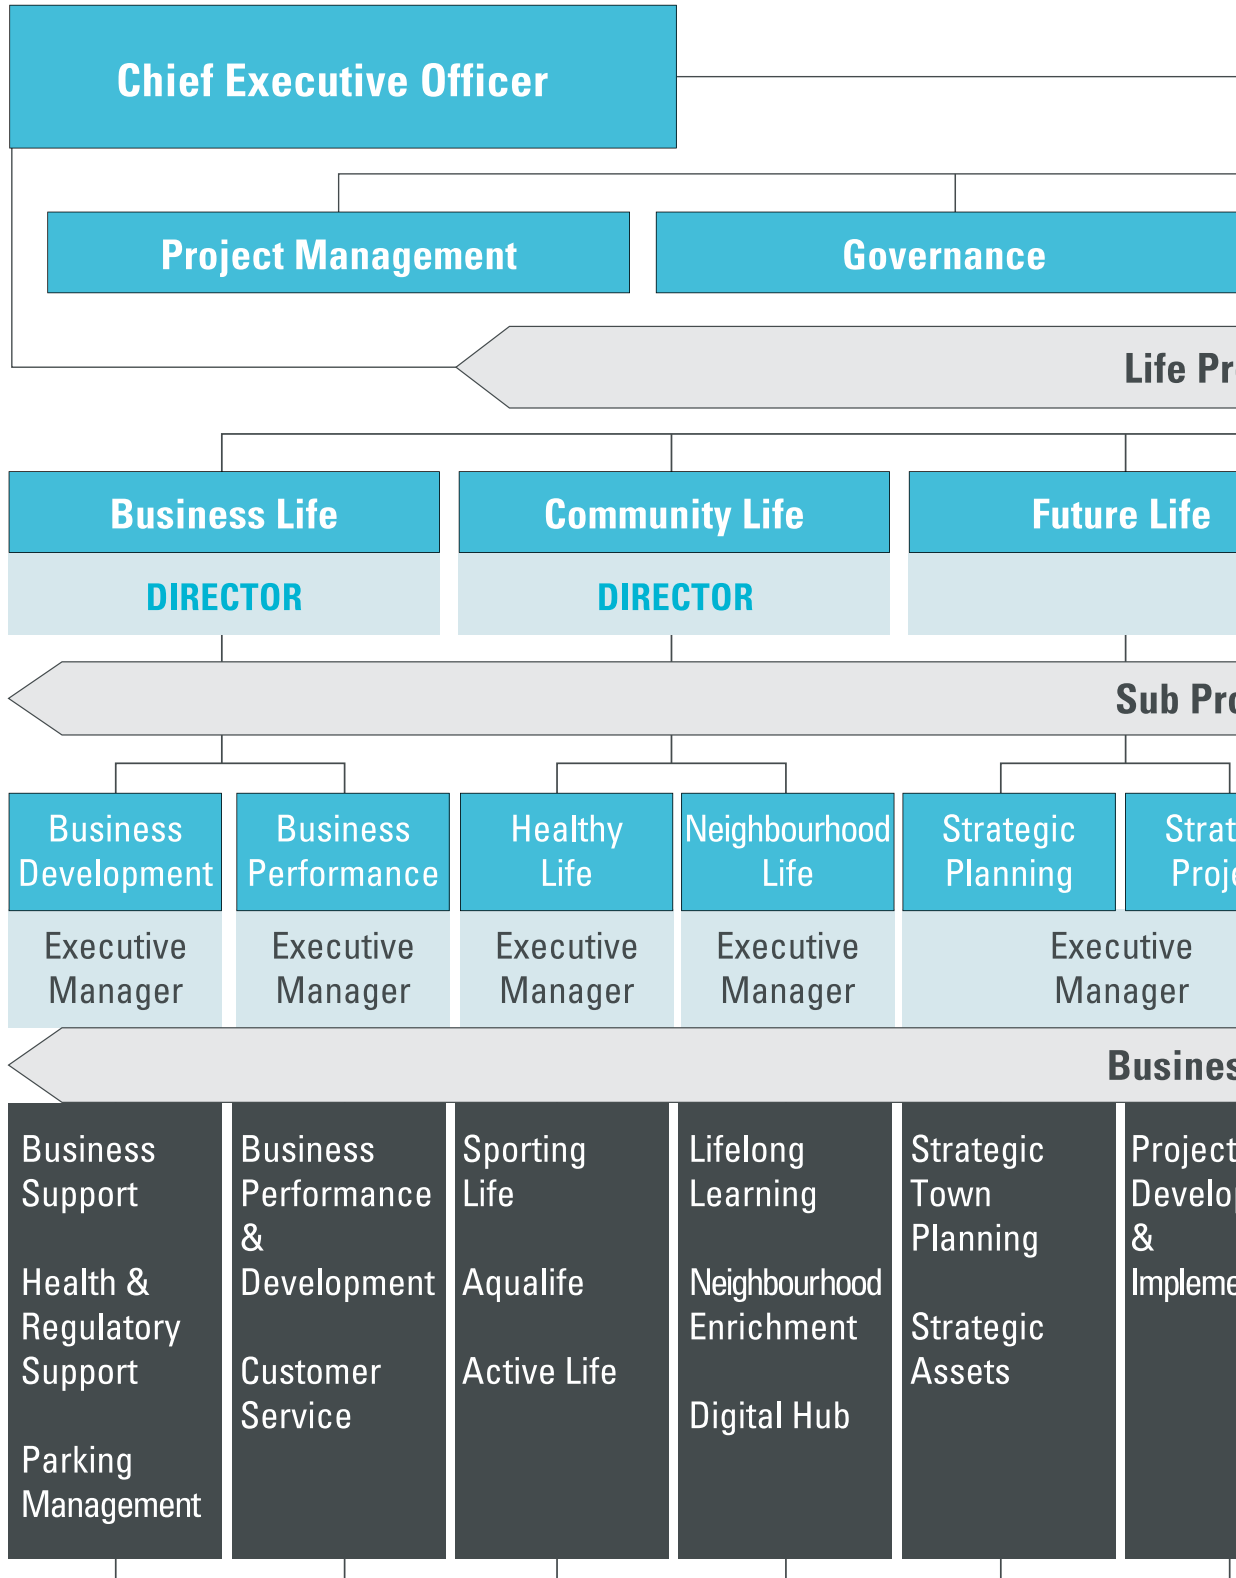 Chief Executive Officer
Project Management
Governance
Life
Business Life
Community Life
Future Life
DIRECTOR
DIRECTOR
Sub
Business
Development
Business
Performance
Healthy
Life
Neighbourhood
Life
Strategic
Planning
Executive
Manager
Executive
Manager
Executive
Manager
Executive
Manager
Executive
Manager
Business
Support
Health &
Regulatory
Support
Parking
Management
Business
Performance
&
Development
Customer
Service
Sporting
Life
Aqualife
Active Life
Lifelong
Learning
Neighbourhood
Enrichment
Digital Hub
Strategic
Town
Planning
Strategic
Assets
Project
&